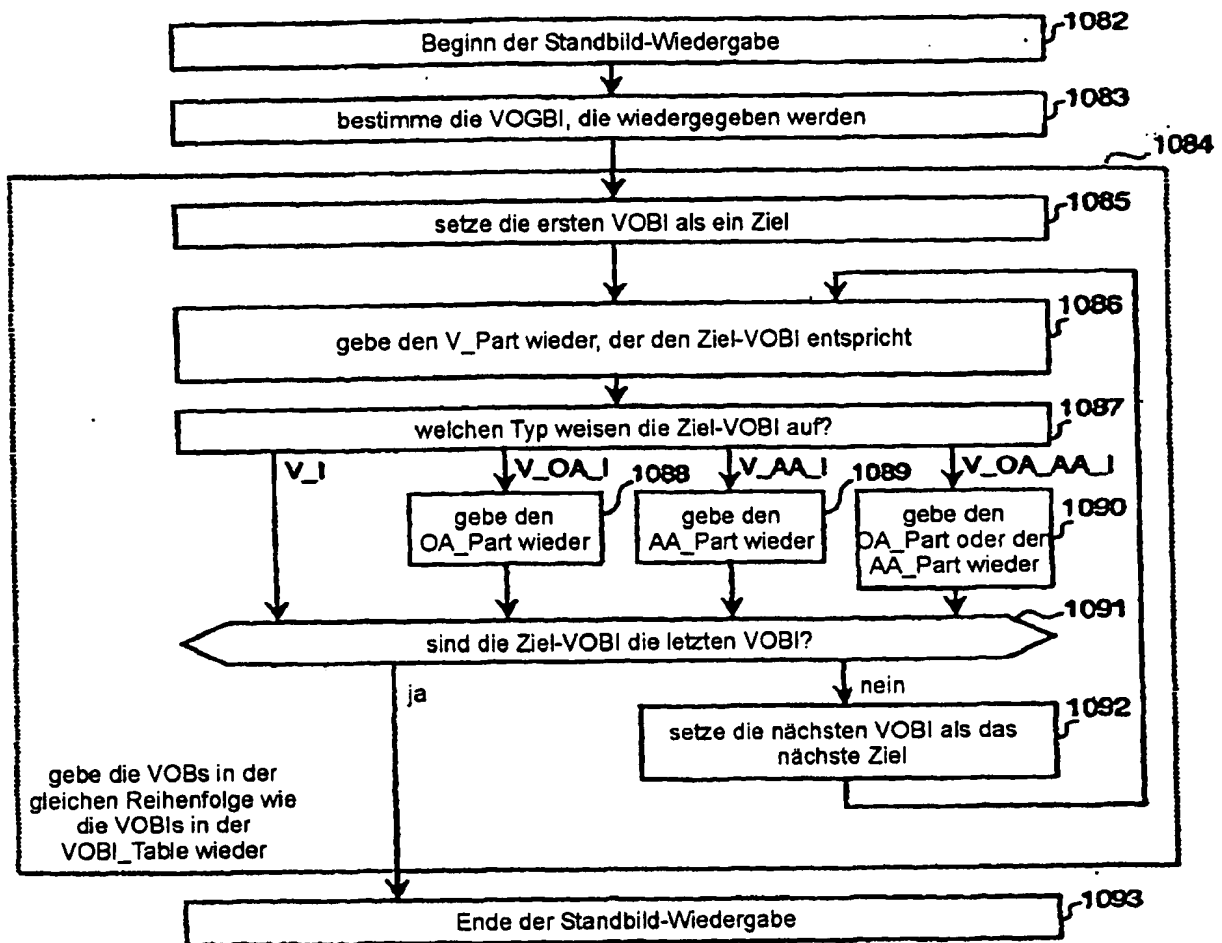 Beginn der Standbild-Wiedergabe
1082
bestimme die VOGBI, die wiedergegeben werden
1083
1084
setze die ersten VOBI als ein Ziel
1085
gebe den V_Part wieder, der den Ziel-VOBI entspricht
1086
welchen Typ weisen die Ziel-VOBI auf?
1087
V_I
V_OA_I
V_AA_I
V_OA_AA_I
gebe den
OA_Part wieder
1088
gebe den
AA_Part wieder
1089
gebe den
OA_Part oder den
AA_Part wieder
1090
sind die Ziel-VOBI die letzten VOBI?
1091
ja
nein
setze die nächsten VOBI als das
nächste Ziel
1092
gebe die VOBs in der
gleichen Reihenfolge wie
die VOBIs in der
VOBI_Table wieder
Ende der Standbild-Wiedergabe
1093